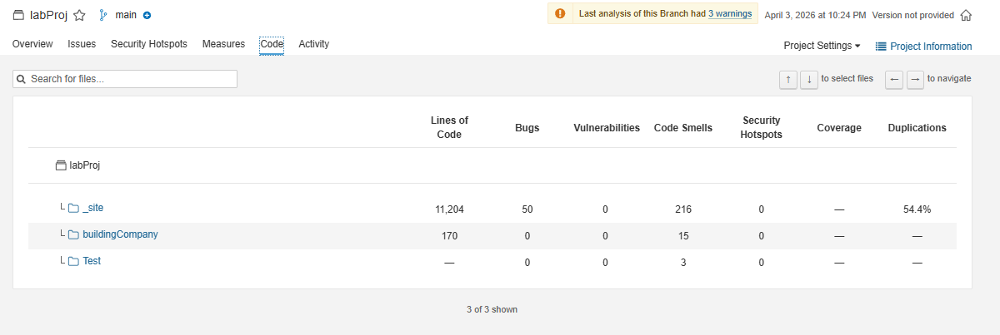 labProj main Last analysis of this Branch had 3 warnings April 3, 2026 at 10:24 PM Version not provided
Overview Issues Security Hotspots Measures Code Activity Project Settings Project Information
Search for files... ↑ ↓ to select files ← → to navigate
Lines of Code Bugs Vulnerabilities Code Smells Security Hotspots Coverage Duplications
labProj
_site 11,204 50 0 216 0 — 54.4%
buildingCompany 170 0 0 15 0 — —
Test — 0 0 3 0 — —
3 of 3 shown